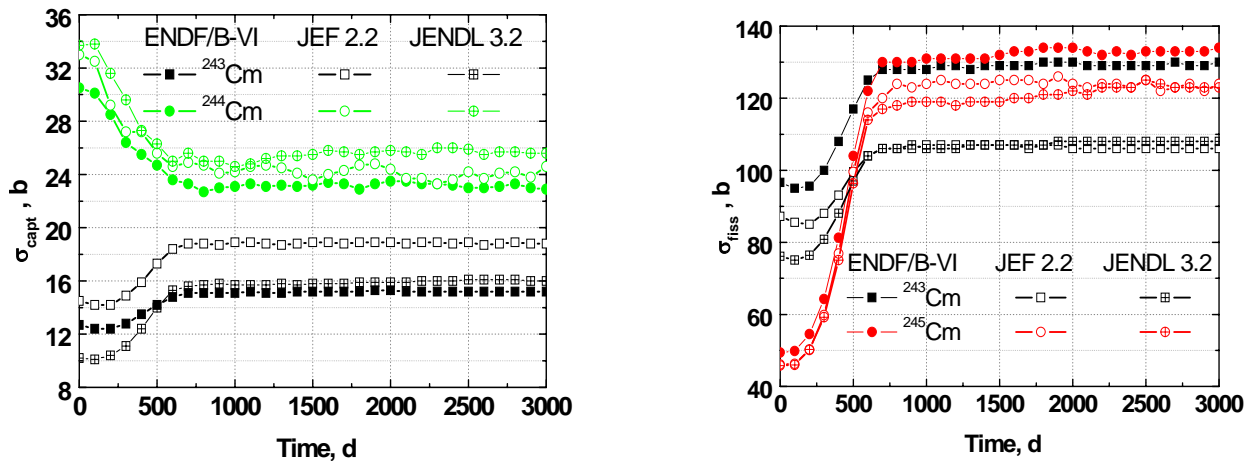 36
32
28
24
20
16
12
8
σcapt , b
ENDF/B-VI JEF 2.2 JENDL 3.2
243Cm
244Cm
0 500 1000 1500 2000 2500 3000
Time, d
140
120
100
80
60
40
σfiss , b
ENDF/B-VI JEF 2.2 JENDL 3.2
243Cm
245Cm
0 500 1000 1500 2000 2500 3000
Time, d